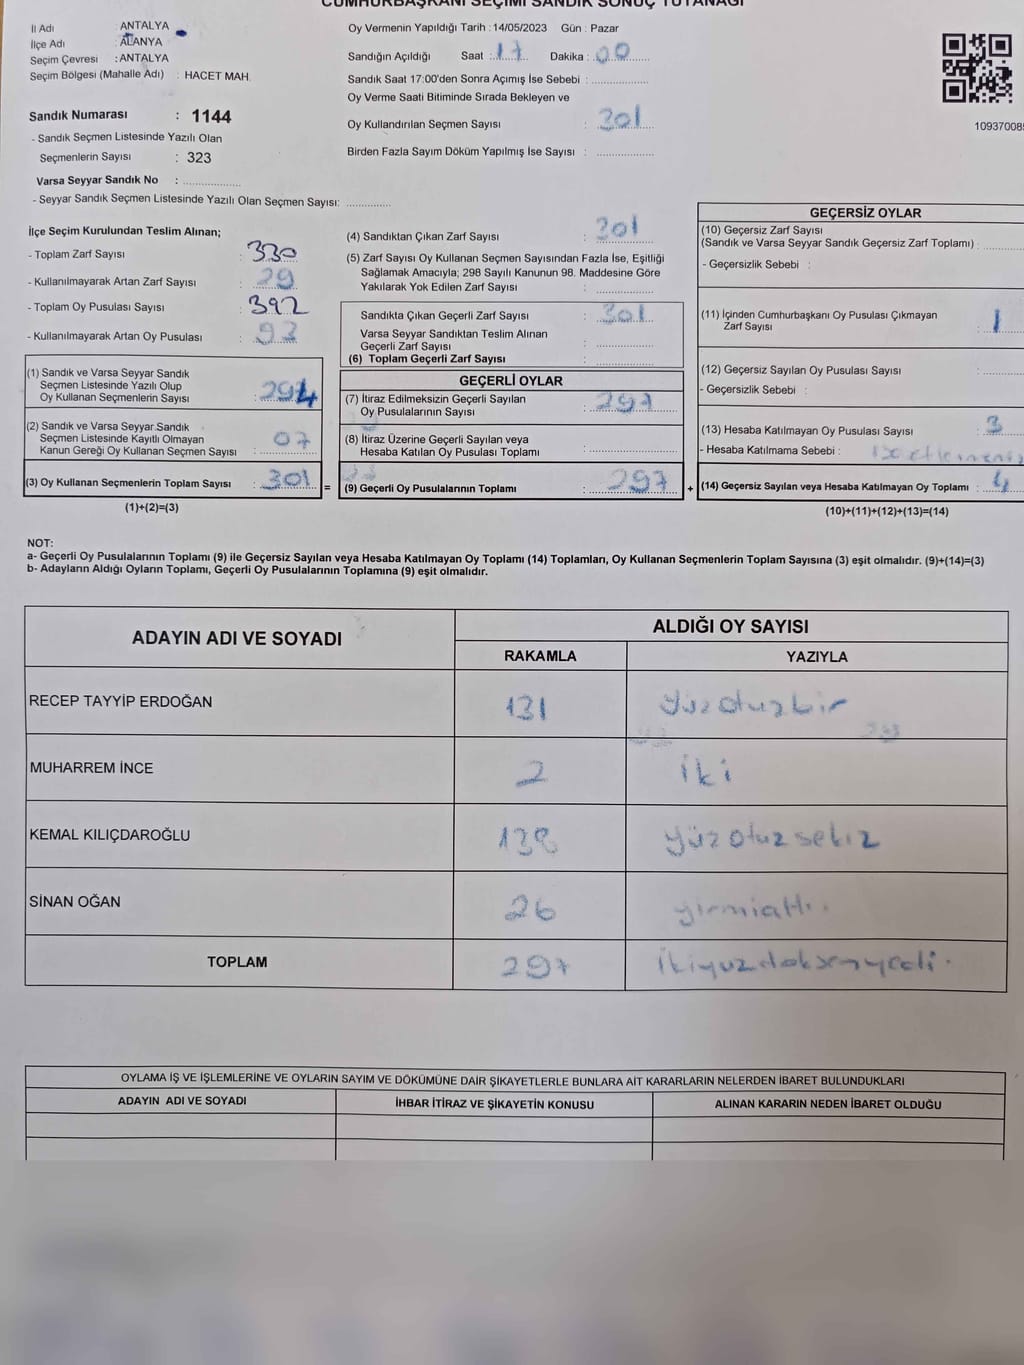 CUMHURBAŞKANI SEÇİMİ SANDIK SONUÇ TUTANAĞI
İl Adı : ANTALYA
İlçe Adı : ALANYA
Seçim Çevresi : ANTALYA
Seçim Bölgesi (Mahalle Adı) : HACET MAH.
Sandık Numarası : 1144
- Sandık Seçmen Listesinde Yazılı Olan
Seçmenlerin Sayısı : 323
Varsa Seyyar Sandık No :
- Seyyar Sandık Seçmen Listesinde Yazılı Olan Seçmen Sayısı:
Oy Vermenin Yapıldığı Tarih : 14/05/2023 Gün : Pazar
Sandığın Açıldığı Saat : 17 Dakika : 00
Sandık Saat 17:00'den Sonra Açımış İse Sebebi :
Oy Verme Saati Bitiminde Sırada Bekleyen ve
Oy Kullandırılan Seçmen Sayısı : 301
Birden Fazla Sayım Döküm Yapılmış İse Sayısı :
10937008
İlçe Seçim Kurulundan Teslim Alınan;
- Toplam Zarf Sayısı : 330
- Kullanılmayarak Artan Zarf Sayısı : 29
- Toplam Oy Pusulası Sayısı : 392
- Kullanılmayarak Artan Oy Pusulası : 93
(1) Sandık ve Varsa Seyyar Sandık
Seçmen Listesinde Yazılı Olup
Oy Kullanan Seçmenlerin Sayısı : 294
(2) Sandık ve Varsa Seyyar Sandık
Seçmen Listesinde Kayıtlı Olmayan
Kanun Gereği Oy Kullanan Seçmen Sayısı : 07
(3) Oy Kullanan Seçmenlerin Toplam Sayısı : 301 =
(1)+(2)=(3)
(4) Sandıktan Çıkan Zarf Sayısı : 301
(5) Zarf Sayısı Oy Kullanan Seçmen Sayısından Fazla İse, Eşitliği
Sağlamak Amacıyla; 298 Sayılı Kanunun 98. Maddesine Göre
Yakılarak Yok Edilen Zarf Sayısı :
Sandıkta Çıkan Geçerli Zarf Sayısı : 301
Varsa Seyyar Sandıktan Teslim Alınan
Geçerli Zarf Sayısı :
(6) Toplam Geçerli Zarf Sayısı :
GEÇERLİ OYLAR
(7) İtiraz Edilmeksizin Geçerli Sayılan
Oy Pusulalarının Sayısı : 297
(8) İtiraz Üzerine Geçerli Sayılan veya
Hesaba Katılan Oy Pusulası Toplamı :
(9) Geçerli Oy Pusulalarının Toplamı : 297 +
GEÇERSİZ OYLAR
(10) Geçersiz Zarf Sayısı
(Sandık ve Varsa Seyyar Sandık Geçersiz Zarf Toplamı) :
- Geçersizlik Sebebi :
(11) İçinden Cumhurbaşkanı Oy Pusulası Çıkmayan
Zarf Sayısı : 1
(12) Geçersiz Sayılan Oy Pusulası Sayısı :
- Geçersizlik Sebebi :
(13) Hesaba Katılmayan Oy Pusulası Sayısı : 3
- Hesaba Katılmama Sebebi :
(14) Geçersiz Sayılan veya Hesaba Katılmayan Oy Toplamı : 4
(10)+(11)+(12)+(13)=(14)
NOT:
a- Geçerli Oy Pusulalarının Toplamı (9) ile Geçersiz Sayılan veya Hesaba Katılmayan Oy Toplamı (14) Toplamları, Oy Kullanan Seçmenlerin Toplam Sayısına (3) eşit olmalıdır. (9)+(14)=(3)
b- Adayların Aldığı Oyların Toplamı, Geçerli Oy Pusulalarının Toplamına (9) eşit olmalıdır.
ADAYIN ADI VE SOYADI ALDIĞI OY SAYISI
RAKAMLA YAZIYLA
RECEP TAYYİP ERDOĞAN 131 yüzotuzbir
MUHARREM İNCE 2 iki
KEMAL KILIÇDAROĞLU 138 yüzotuzsekiz
SİNAN OĞAN 26 yirmialtı
TOPLAM 297 ikiyuzdoksanyedi
OYLAMA İŞ VE İŞLEMLERİNE VE OYLARIN SAYIM VE DÖKÜMÜNE DAİR ŞİKAYETLERLE BUNLARA AİT KARARLARIN NELERDEN İBARET BULUNDUKLARI
ADAYIN ADI VE SOYADI İHBAR İTİRAZ VE ŞİKAYETİN KONUSU ALINAN KARARIN NEDEN İBARET OLDUĞU